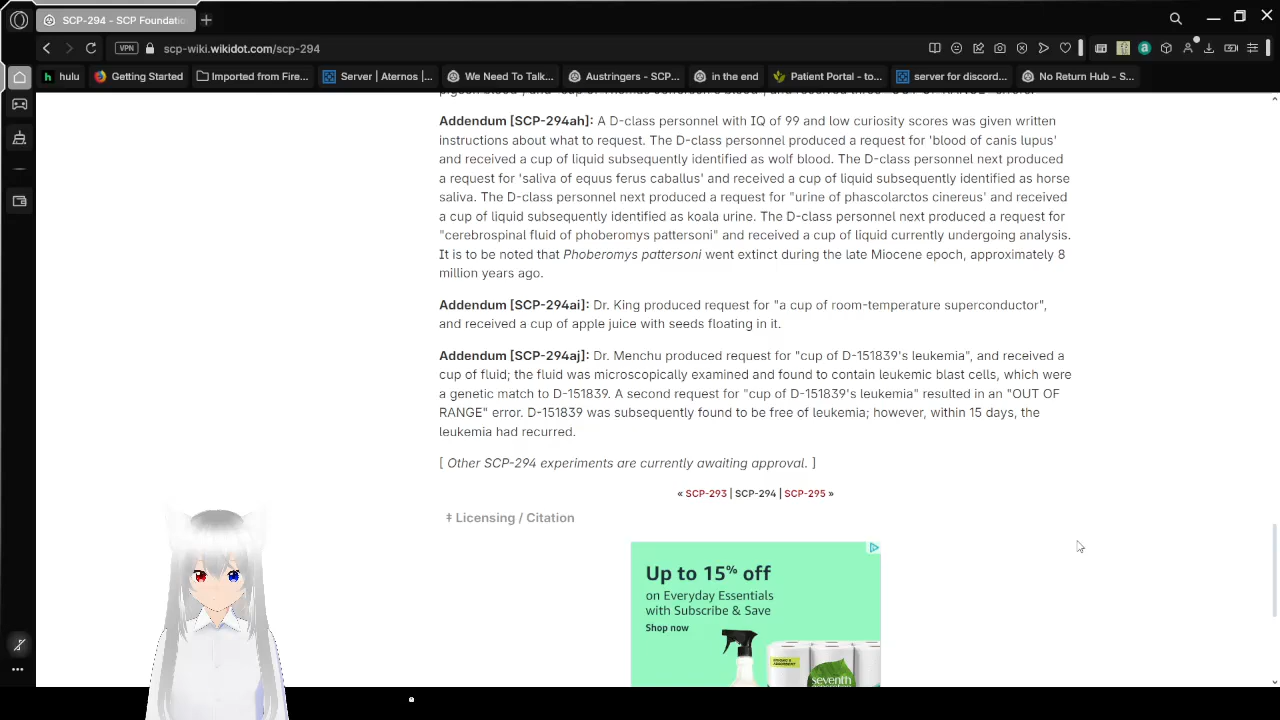 SCP-294 - SCP Foundatio
scp-wiki.wikidot.com/scp-294
VPN
hulu
Getting Started
Imported from Fire...
Server | Aternos |...
We Need To Talk...
Austringers - SCP...
in the end
Patient Portal - to...
server for discord...
No Return Hub - S...
Addendum [SCP-294ah]: A D-class personnel with IQ of 99 and low curiosity scores was given written
instructions about what to request. The D-class personnel produced a request for 'blood of canis lupus'
and received a cup of liquid subsequently identified as wolf blood. The D-class personnel next produced
a request for 'saliva of equus ferus caballus' and received a cup of liquid subsequently identified as horse
saliva. The D-class personnel next produced a request for "urine of phascolarctos cinereus' and received
a cup of liquid subsequently identified as koala urine. The D-class personnel next produced a request for
"cerebrospinal fluid of phoberomys pattersoni" and received a cup of liquid currently undergoing analysis.
It is to be noted that Phoberomys pattersoni went extinct during the late Miocene epoch, approximately 8
million years ago.
Addendum [SCP-294ai]: Dr. King produced request for "a cup of room-temperature superconductor",
and received a cup of apple juice with seeds floating in it.
Addendum [SCP-294aj]: Dr. Menchu produced request for "cup of D-151839's leukemia", and received a
cup of fluid; the fluid was microscopically examined and found to contain leukemic blast cells, which were
a genetic match to D-151839. A second request for "cup of D-151839's leukemia" resulted in an "OUT OF
RANGE" error. D-151839 was subsequently found to be free of leukemia; however, within 15 days, the
leukemia had recurred.
[ Other SCP-294 experiments are currently awaiting approval. ]
« SCP-293 | SCP-294 | SCP-295 »
‡ Licensing / Citation
Up to 15% off
on Everyday Essentials
with Subscribe & Save
Shop now
seventh